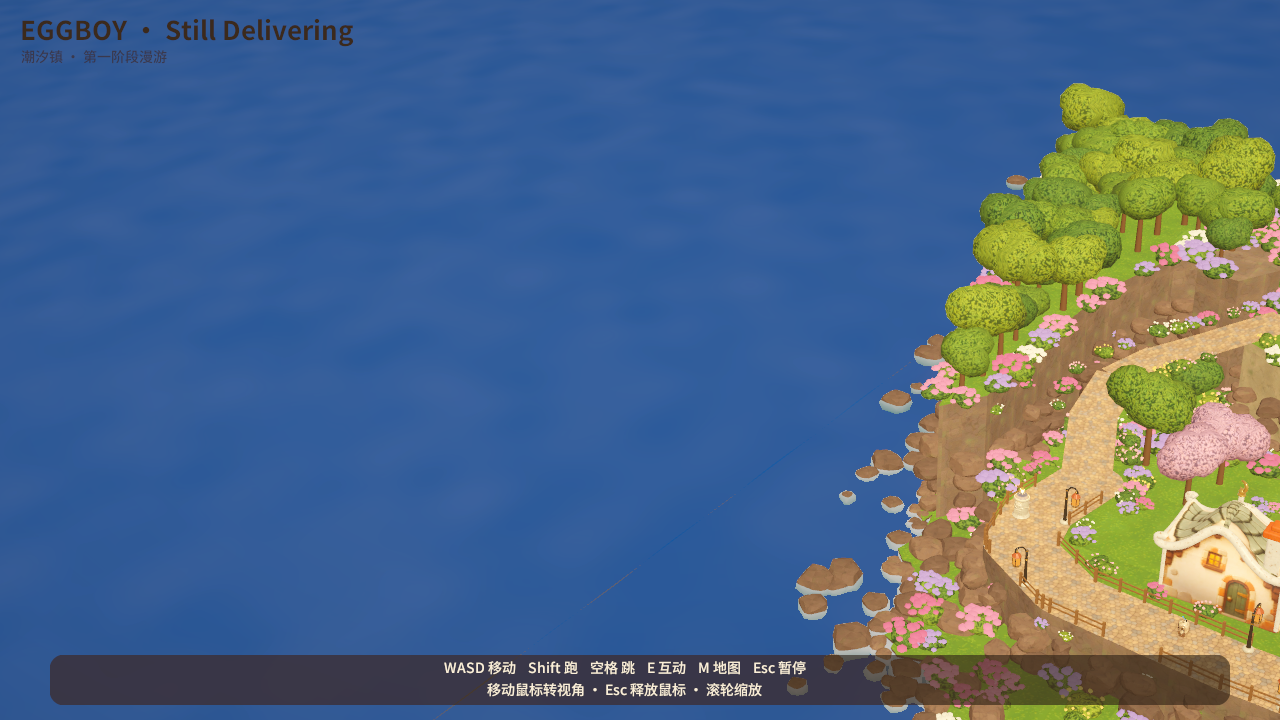 EGGBOY · Still Delivering
潮汐镇 · 第一阶段漫游
WASD 移动 Shift 跑 空格 跳 E 互动 M 地图 Esc 暂停
移动鼠标转视角 · Esc 释放鼠标 · 滚轮缩放